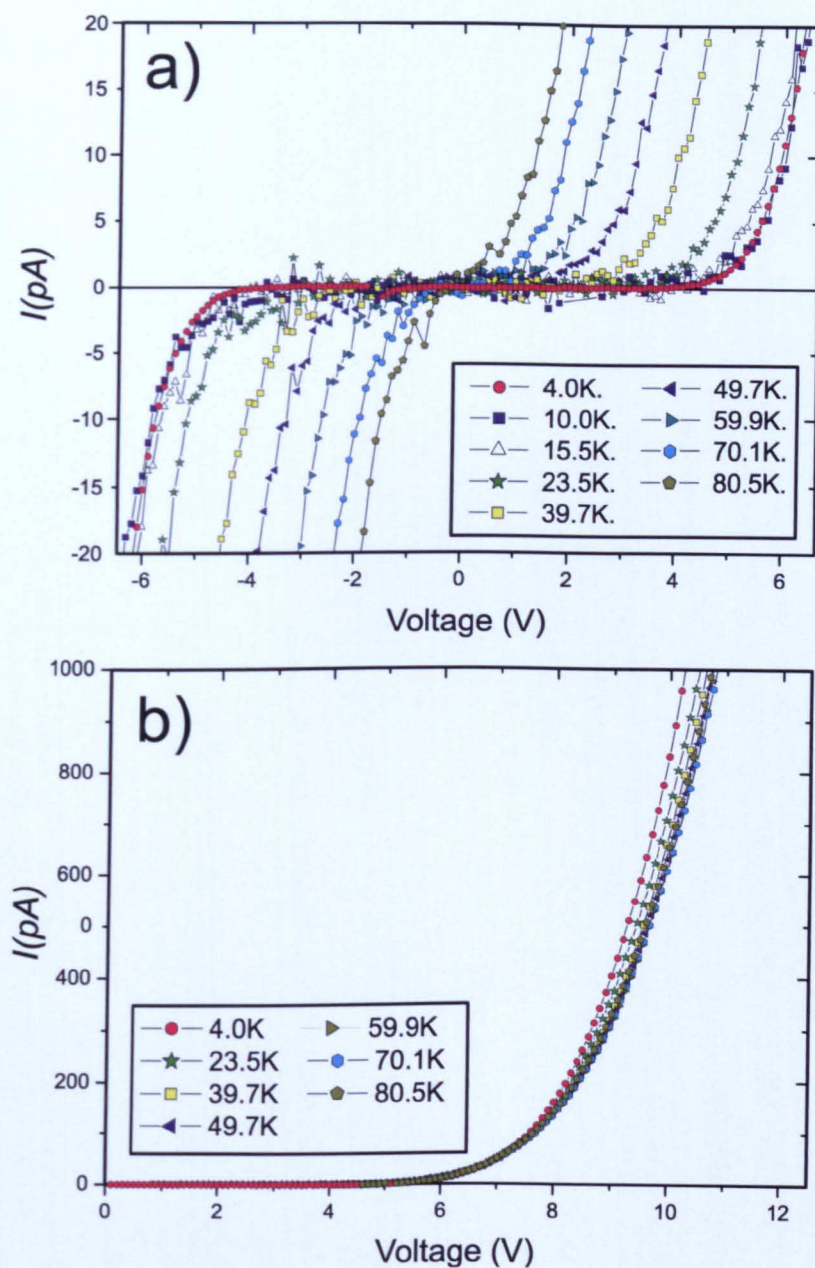 a)
20
15
10
5
0
-5
-10
-15
-20
I(pA)
4.0K. 49.7K.
10.0K. 59.9K.
15.5K. 70.1K.
23.5K. 80.5K.
39.7K.
-6 -4 -2 0 2 4 6
Voltage (V)
b)
1000
800
600
0
400
200
0
I(pA)
4.0K 59.9K
23.5K 70.1K
39.7K 80.5K
49.7K
0 2 4 6 8 10 12
Voltage (V)